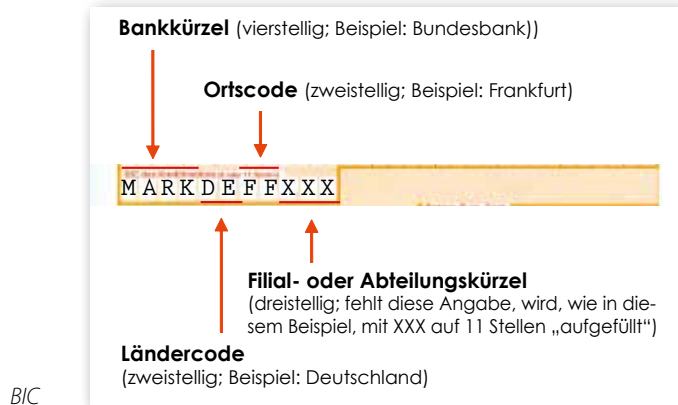 Bankkürzel (vierstellig; Beispiel: Bundesbank))
Ortscode (zweistellig; Beispiel: Frankfurt)
MARKDEFFXXX
Filial- oder Abteilungskürzel
(dreistellig; fehlt diese Angabe, wird, wie in die-
sem Beispiel, mit XXX auf 11 Stellen „aufgefüllt“)
Ländercode
(zweistellig; Beispiel: Deutschland)
BIC